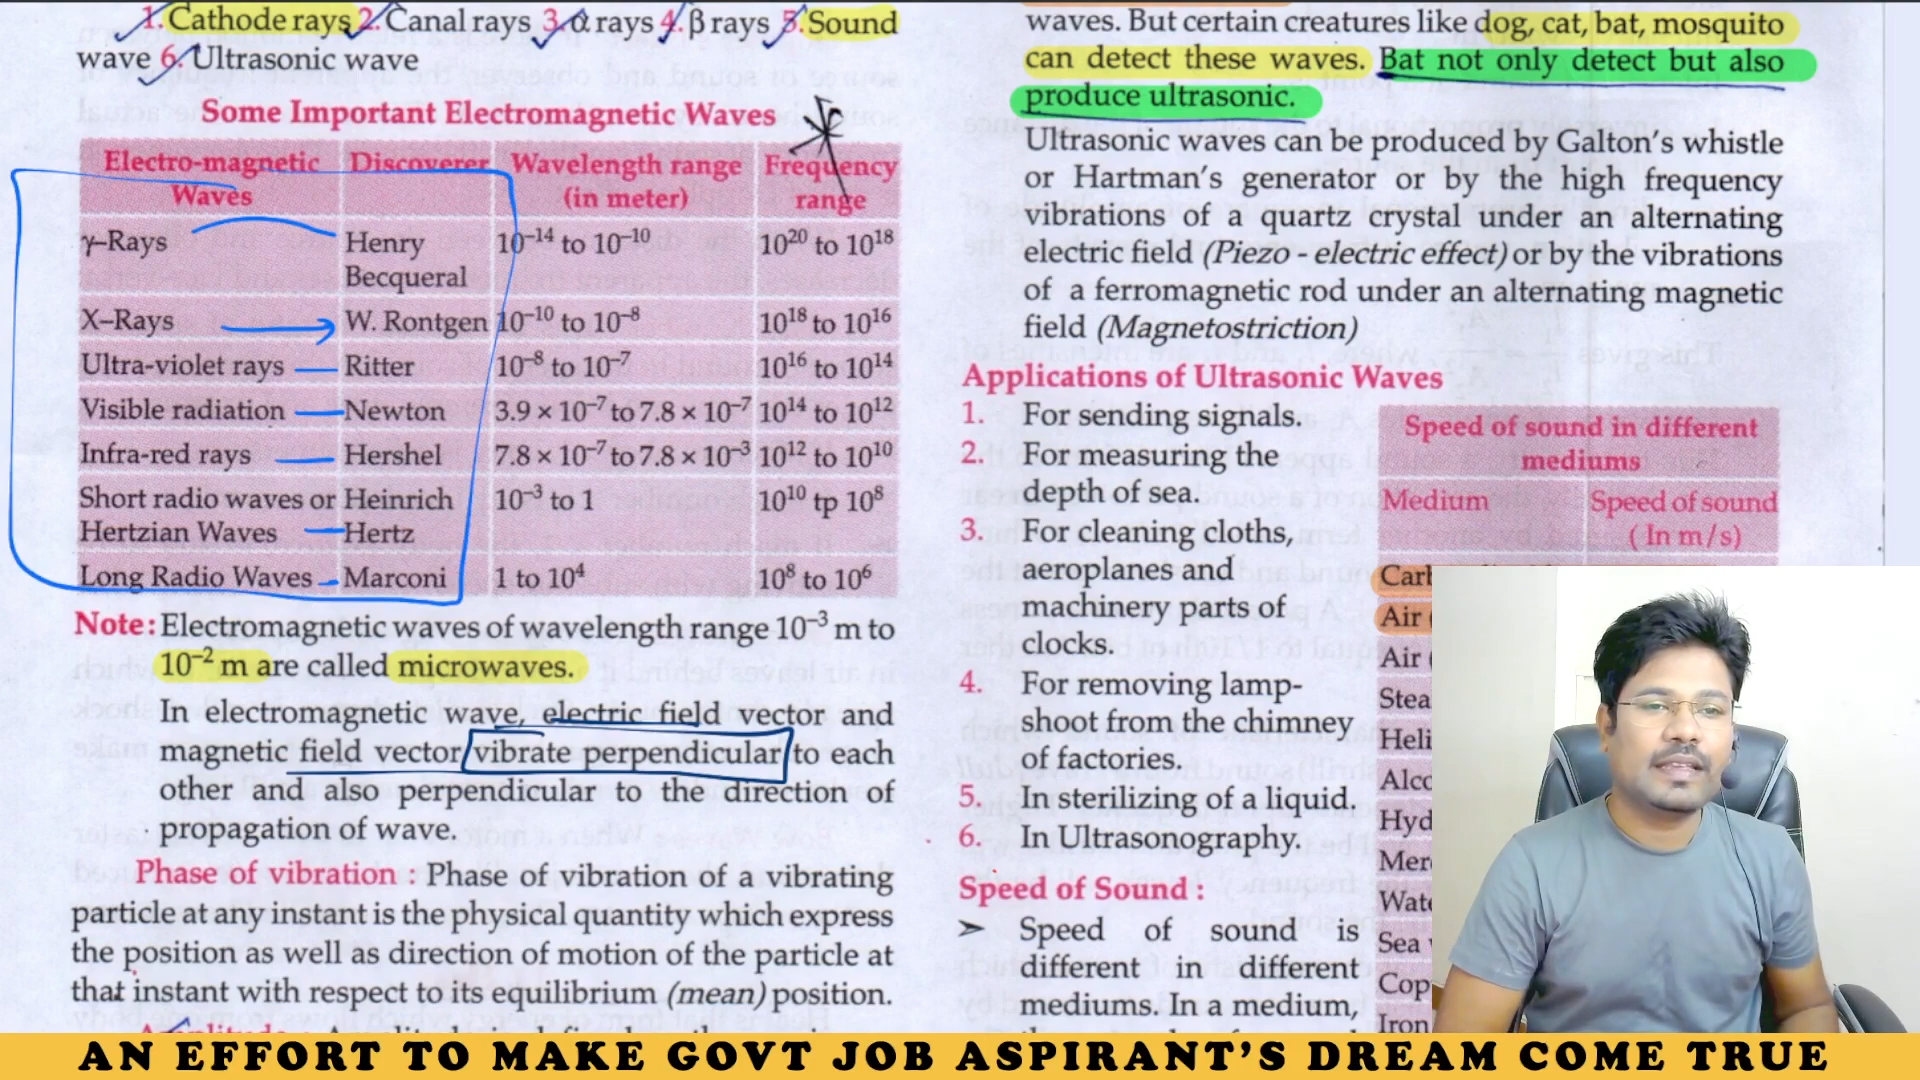 1. Cathode rays 2. Canal rays 3. α rays 4. β rays 5. Sound
wave 6. Ultrasonic wave
Some Important Electromagnetic Waves
Electro-magnetic Waves Discoverer Wavelength range (in meter) Frequency range
γ–Rays Henry Becqueral 10⁻¹⁴ to 10⁻¹⁰ 10²⁰ to 10¹⁸
X–Rays W. Rontgen 10⁻¹⁰ to 10⁻⁸ 10¹⁸ to 10¹⁶
Ultra-violet rays Ritter 10⁻⁸ to 10⁻⁷ 10¹⁶ to 10¹⁴
Visible radiation Newton 3.9 × 10⁻⁷ to 7.8 × 10⁻⁷ 10¹⁴ to 10¹²
Infra-red rays Hershel 7.8 × 10⁻⁷ to 7.8 × 10⁻³ 10¹² to 10¹⁰
Short radio waves or Heinrich 10⁻³ to 1 10¹⁰ tp 10⁸
Hertzian Waves Hertz
Long Radio Waves Marconi 1 to 10⁴ 10⁸ to 10⁶
Note: Electromagnetic waves of wavelength range 10⁻³ m to
10⁻² m are called microwaves.
In electromagnetic wave, electric field vector and
magnetic field vector vibrate perpendicular to each
other and also perpendicular to the direction of
propagation of wave.
Phase of vibration : Phase of vibration of a vibrating
particle at any instant is the physical quantity which express
the position as well as direction of motion of the particle at
that instant with respect to its equilibrium (mean) position.
waves. But certain creatures like dog, cat, bat, mosquito
can detect these waves. Bat not only detect but also
produce ultrasonic.
Ultrasonic waves can be produced by Galton's whistle
or Hartman's generator or by the high frequency
vibrations of a quartz crystal under an alternating
electric field (Piezo - electric effect) or by the vibrations
of a ferromagnetic rod under an alternating magnetic
field (Magnetostriction)
Applications of Ultrasonic Waves
1. For sending signals.
2. For measuring the
depth of sea.
3. For cleaning cloths,
aeroplanes and
machinery parts of
clocks.
4. For removing lamp-
shoot from the chimney
of factories.
5. In sterilizing of a liquid.
6. In Ultrasonography.
Speed of Sound :
➢ Speed of sound is
different in different
mediums. In a medium,
Speed of sound in different
mediums
Medium Speed of sound
( In m/s)
Carb
Air (
Air (
Stea
Heli
Alco
Hyd
Mer
Wate
Sea
Cop
Iron
AN EFFORT TO MAKE GOVT JOB ASPIRANT'S DREAM COME TRUE